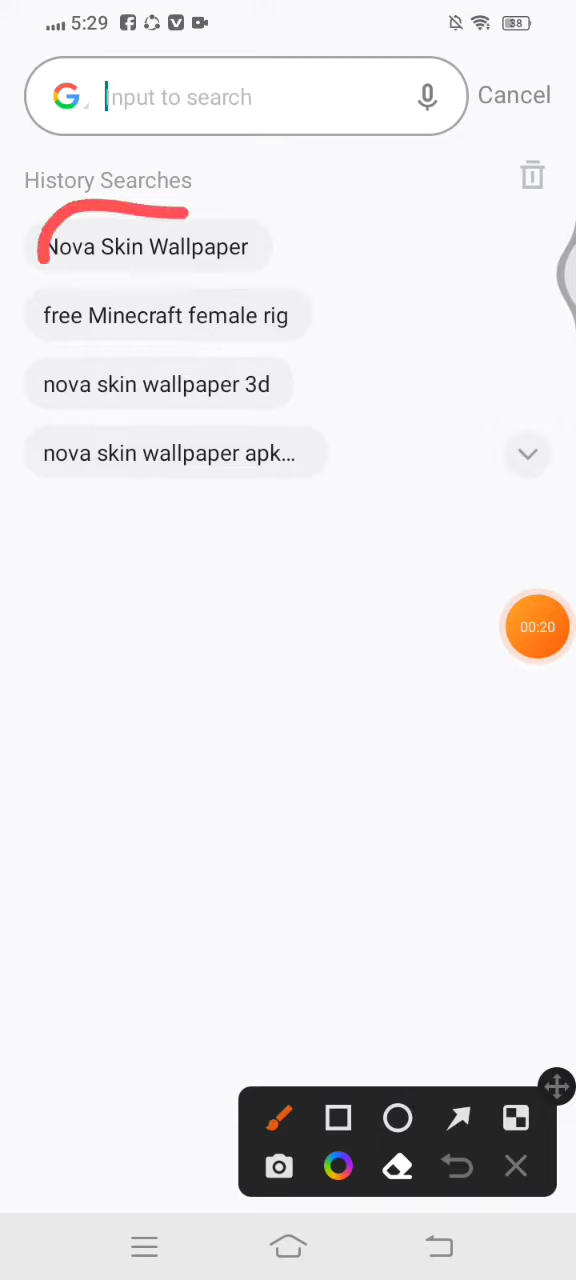 5:29
38
Input to search
Cancel
History Searches
Nova Skin Wallpaper
free Minecraft female rig
nova skin wallpaper 3d
nova skin wallpaper apk...
00:20